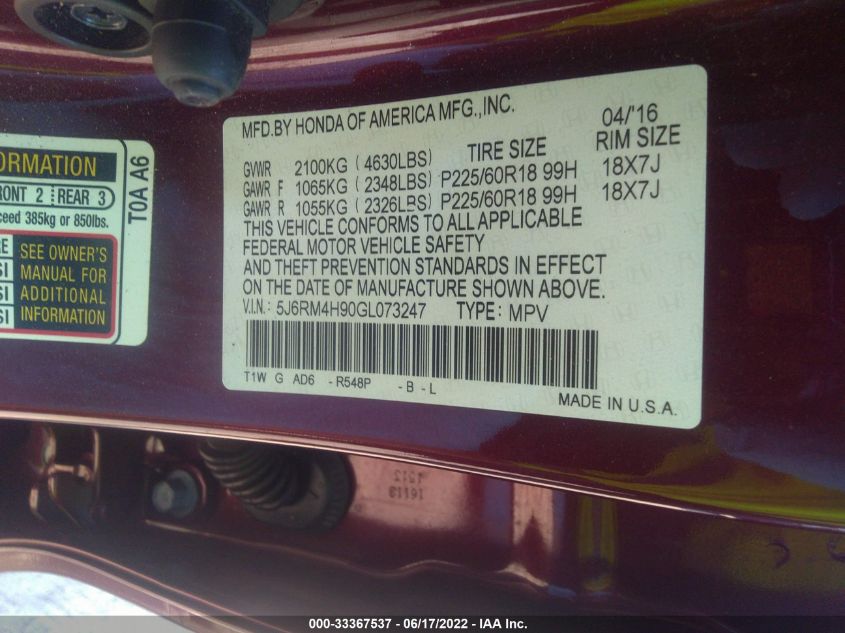 MFD.BY HONDA OF AMERICA MFG.,INC. 04/'16
TIRE SIZE RIM SIZE
GVWR 2100KG ( 4630LBS)
GAWR F 1065KG ( 2348LBS) P225/60R18 99H 18X7J
GAWR R 1055KG ( 2326LBS) P225/60R18 99H 18X7J
THIS VEHICLE CONFORMS TO ALL APPLICABLE
FEDERAL MOTOR VEHICLE SAFETY
AND THEFT PREVENTION STANDARDS IN EFFECT
ON THE DATE OF MANUFACTURE SHOWN ABOVE.
V.I.N.: 5J6RM4H90GL073247 TYPE: MPV
T1W G AD6 - R548P - B - L
MADE IN U.S.A.
ORMATION
RONT 2 REAR 3
ceed 385kg or 850lbs.
SEE OWNER'S
MANUAL FOR
ADDITIONAL
INFORMATION
T0A A6
000-33367537 - 06/17/2022 - IAA Inc.